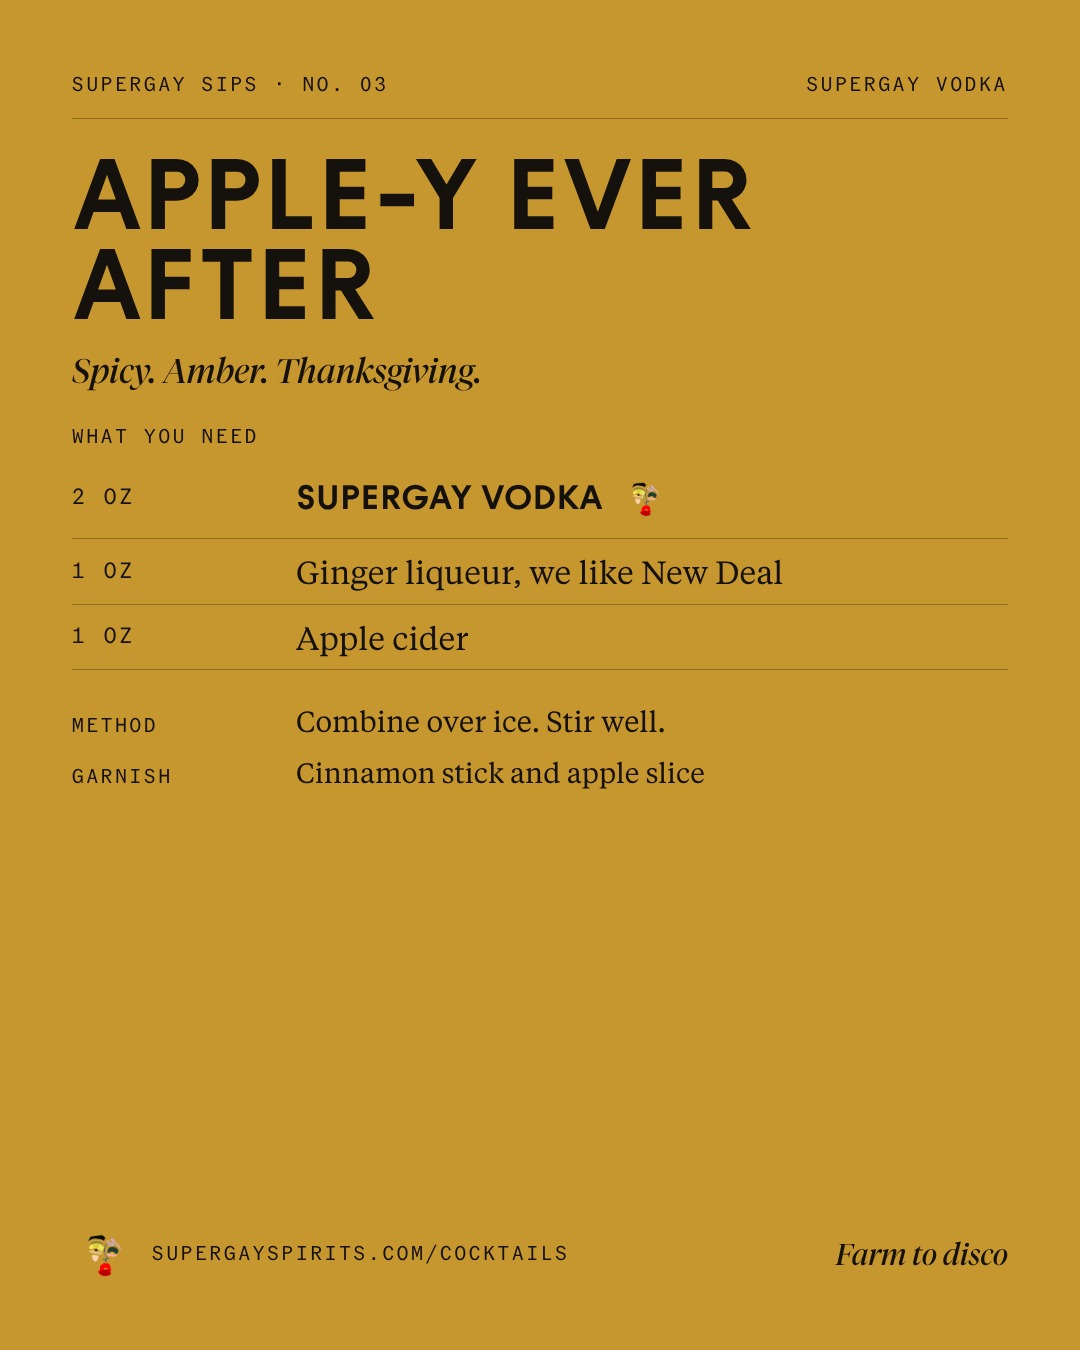 SUPERGAY SIPS · NO. 03
SUPERGAY VODKA
APPLE-Y EVER
AFTER
Spicy. Amber. Thanksgiving.
WHAT YOU NEED
2 OZ SUPERGAY VODKA
1 OZ Ginger liqueur, we like New Deal
1 OZ Apple cider
METHOD Combine over ice. Stir well.
GARNISH Cinnamon stick and apple slice
SUPERGAYSPIRITS.COM/COCKTAILS
Farm to disco